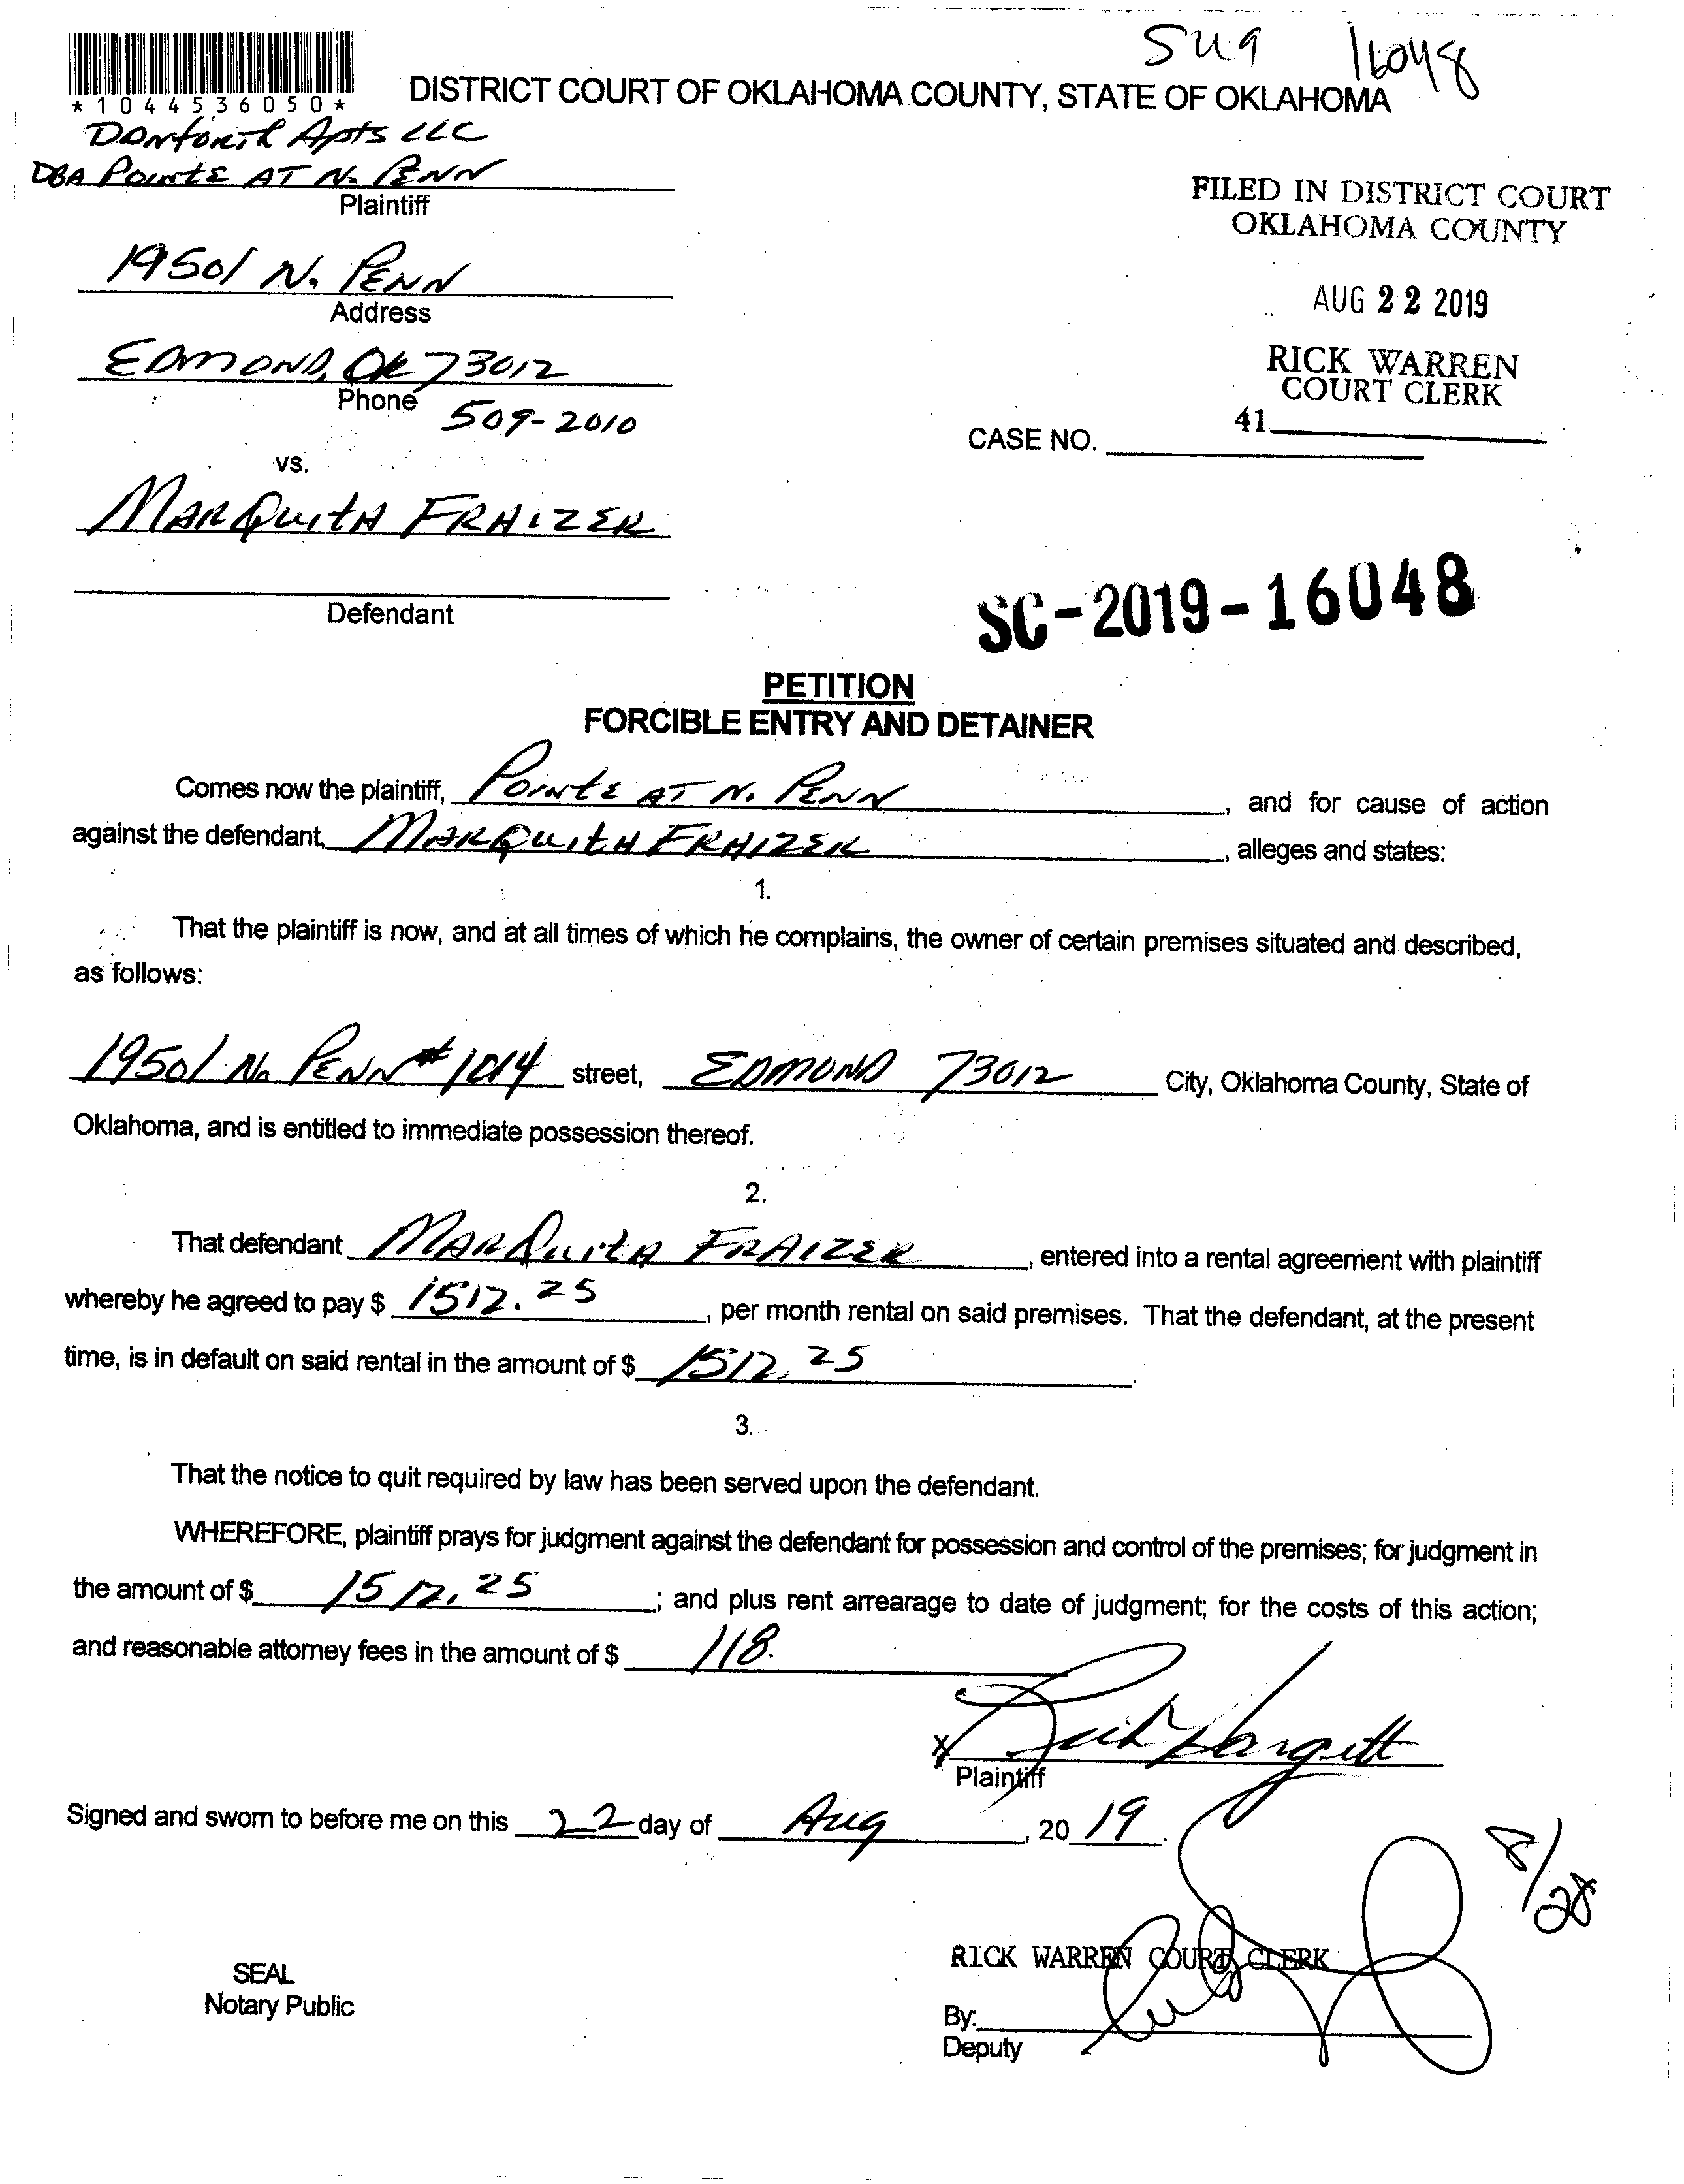 SU9 16048
*1044536050*
DISTRICT COURT OF OKLAHOMA COUNTY, STATE OF OKLAHOMA
Danforth Apts LLC
DBA Pointe AT N. Penn
Plaintiff
FILED IN DISTRICT COURT
OKLAHOMA COUNTY
19501 N. Penn
Address
AUG 22 2019
Edmond, Ok 73012
RICK WARREN
COURT CLERK
Phone 509-2010
41
CASE NO.
vs.
Marquita Fraizer
Defendant
SC-2019-16048
PETITION
FORCIBLE ENTRY AND DETAINER
Comes now the plaintiff, Pointe AT N. Penn, and for cause of action
against the defendant, Marquita Fraizer, alleges and states:
1.
That the plaintiff is now, and at all times of which he complains, the owner of certain premises situated and described,
as follows:
19501 N. Penn #1014 street, Edmond 73012 City, Oklahoma County, State of
Oklahoma, and is entitled to immediate possession thereof.
2.
That defendant Marquita Fraizer, entered into a rental agreement with plaintiff
whereby he agreed to pay $ 1512.25, per month rental on said premises. That the defendant, at the present
time, is in default on said rental in the amount of $ 1512.25.
3.
That the notice to quit required by law has been served upon the defendant.
WHEREFORE, plaintiff prays for judgment against the defendant for possession and control of the premises; for judgment in
the amount of $ 1512.25; and plus rent arrearage to date of judgment; for the costs of this action;
and reasonable attorney fees in the amount of $ 118.
X
Plaintiff
Signed and sworn to before me on this 22 day of Aug, 2019.
8/28
RICK WARREN COURT CLERK
SEAL
Notary Public
By:
Deputy